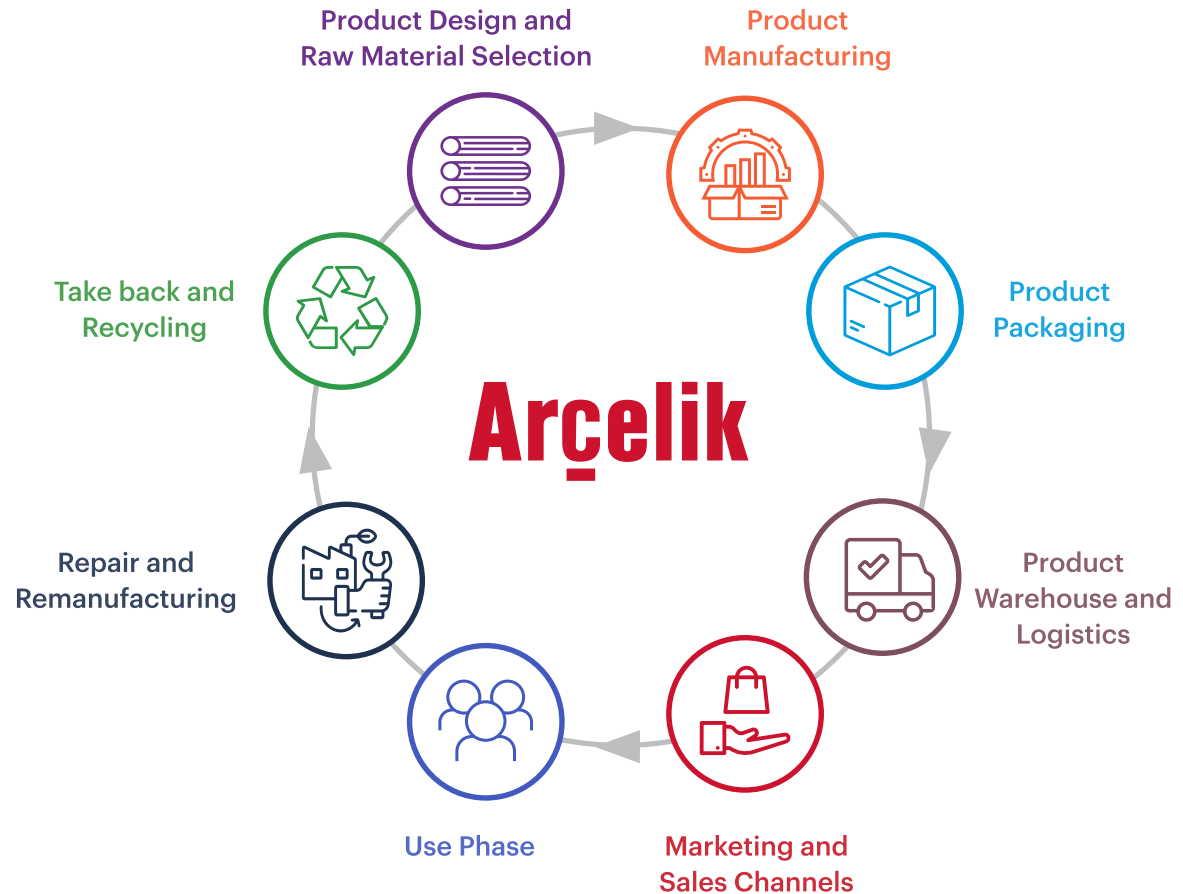 Product Design and
Raw Material Selection
Product
Manufacturing
Product
Packaging
Product
Warehouse and
Logistics
Marketing and
Sales Channels
Use Phase
Repair and
Remanufacturing
Take back and
Recycling
Arçelik